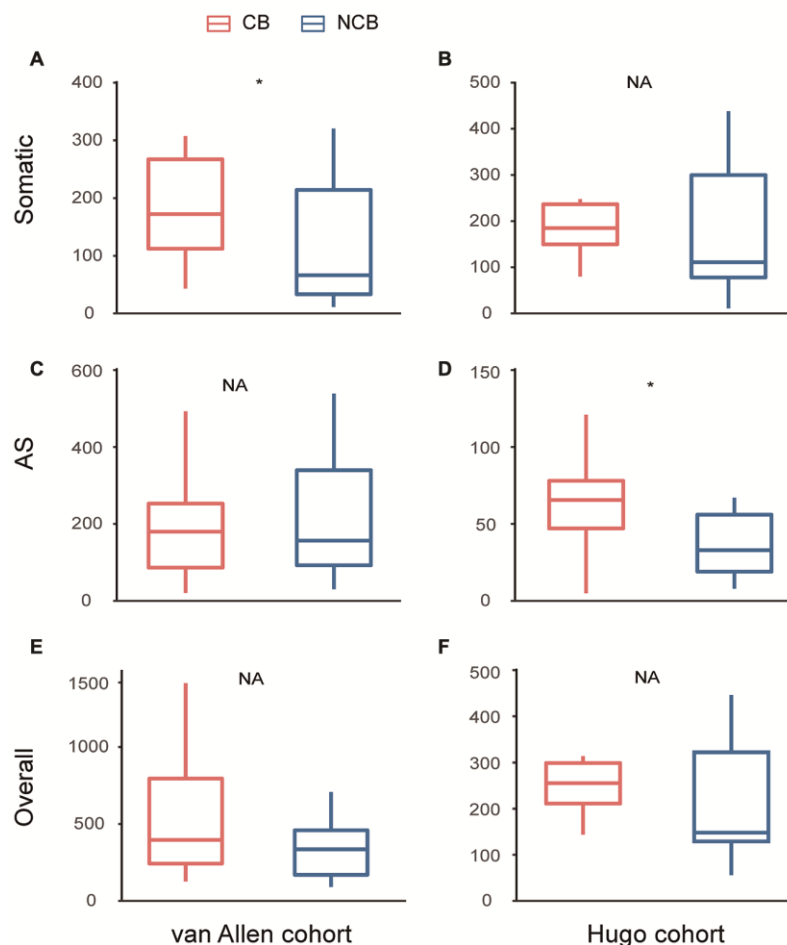 CB NCB
A B
* NA
400 500
300 400
200 300
100 200
0 100
0
Somatic
C D
NA *
600 150
400 100
200 50
0 0
AS
E F
NA NA
1500 500
1000 400
500 300
0 200
100
0
Overall
van Allen cohort Hugo cohort